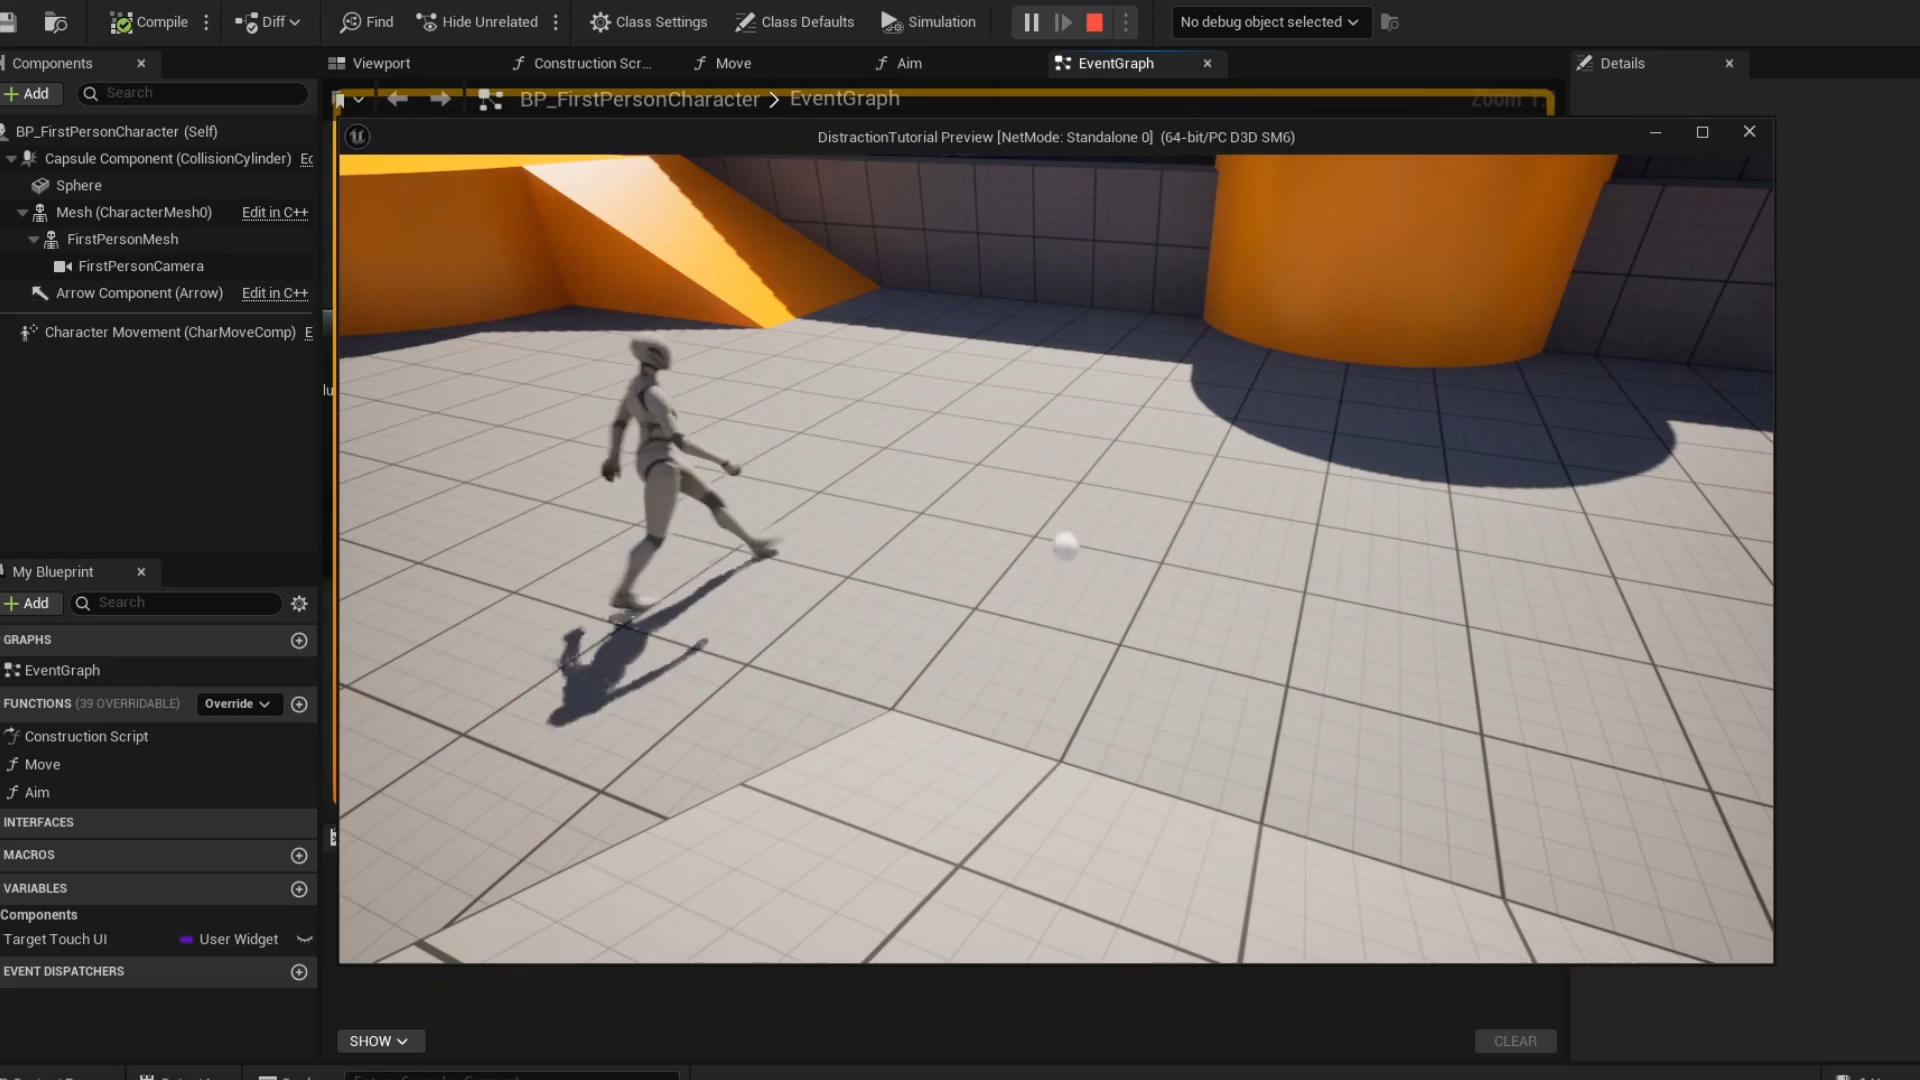 Compile
Diff
Find
Hide Unrelated
Class Settings
Class Defaults
Simulation
No debug object selected
Components
Viewport
Construction Scr...
Move
Aim
EventGraph
Details
Add
Search
BP_FirstPersonCharacter > EventGraph
Zoom 1:
BP_FirstPersonCharacter (Self)
DistractionTutorial Preview [NetMode: Standalone 0] (64-bit/PC D3D SM6)
Capsule Component (CollisionCylinder)
Sphere
Mesh (CharacterMesh0) Edit in C++
FirstPersonMesh
FirstPersonCamera
Arrow Component (Arrow) Edit in C++
Character Movement (CharMoveComp)
My Blueprint
Add
Search
GRAPHS
EventGraph
FUNCTIONS (39 OVERRIDABLE) Override
Construction Script
Move
Aim
INTERFACES
MACROS
VARIABLES
Components
Target Touch UI User Widget
EVENT DISPATCHERS
SHOW
CLEAR